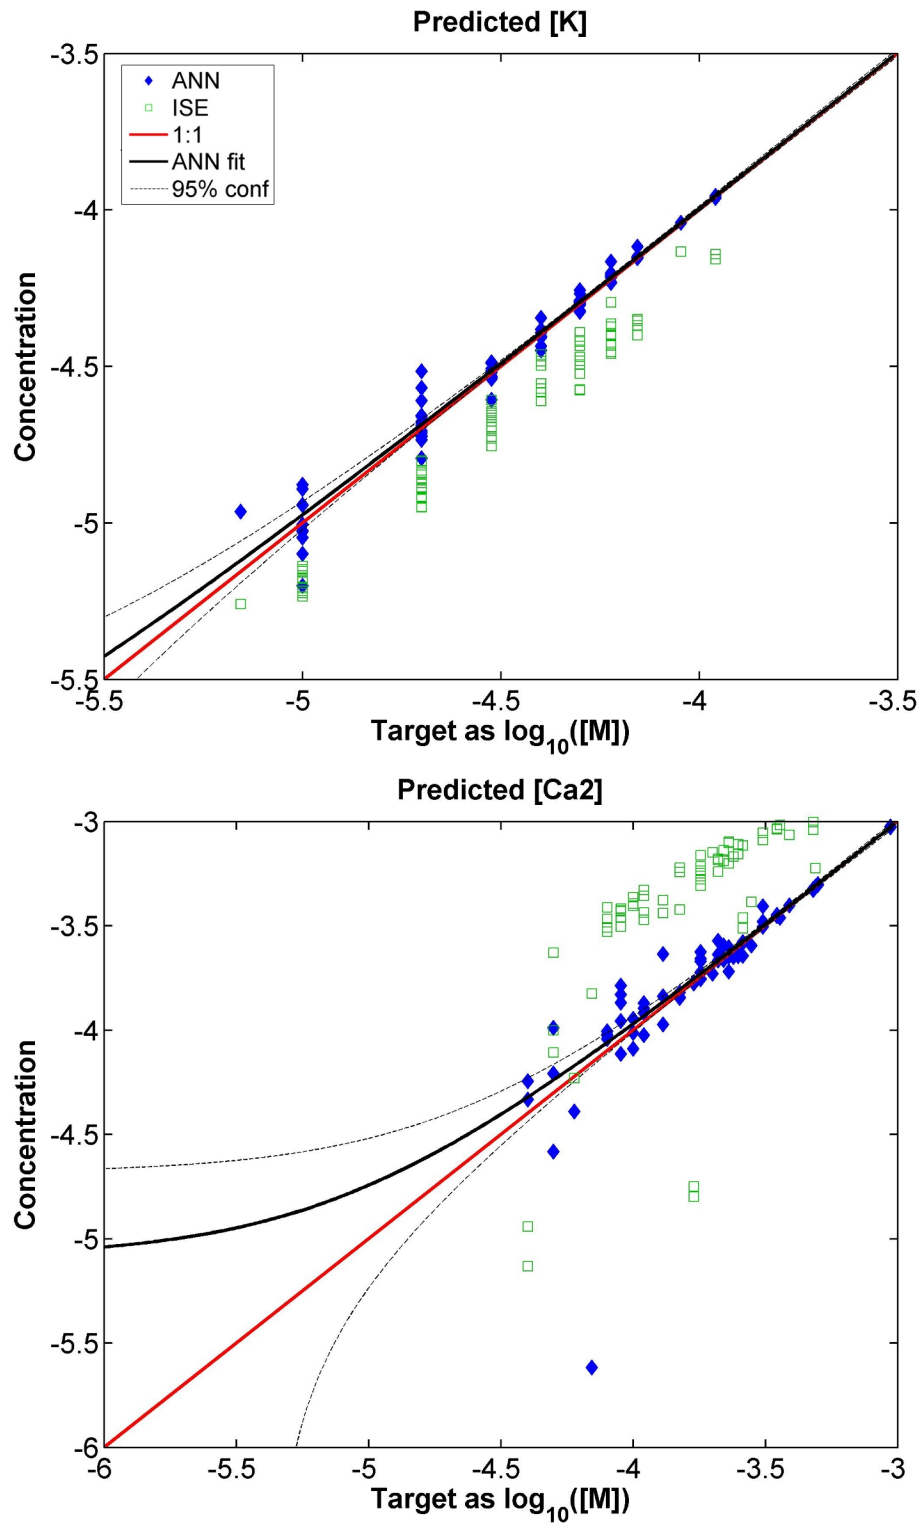 Predicted [K]
-3.5
ANN
ISE
1:1
ANN fit
95% conf
-4
-4.5
-5
-5.5
Concentration
-5.5 -5 -4.5 -4 -3.5
Target as log10([M])
Predicted [Ca2]
-3
-3.5
-4
-4.5
-5
-5.5
-6
Concentration
-6 -5.5 -5 -4.5 -4 -3.5 -3
Target as log10([M])